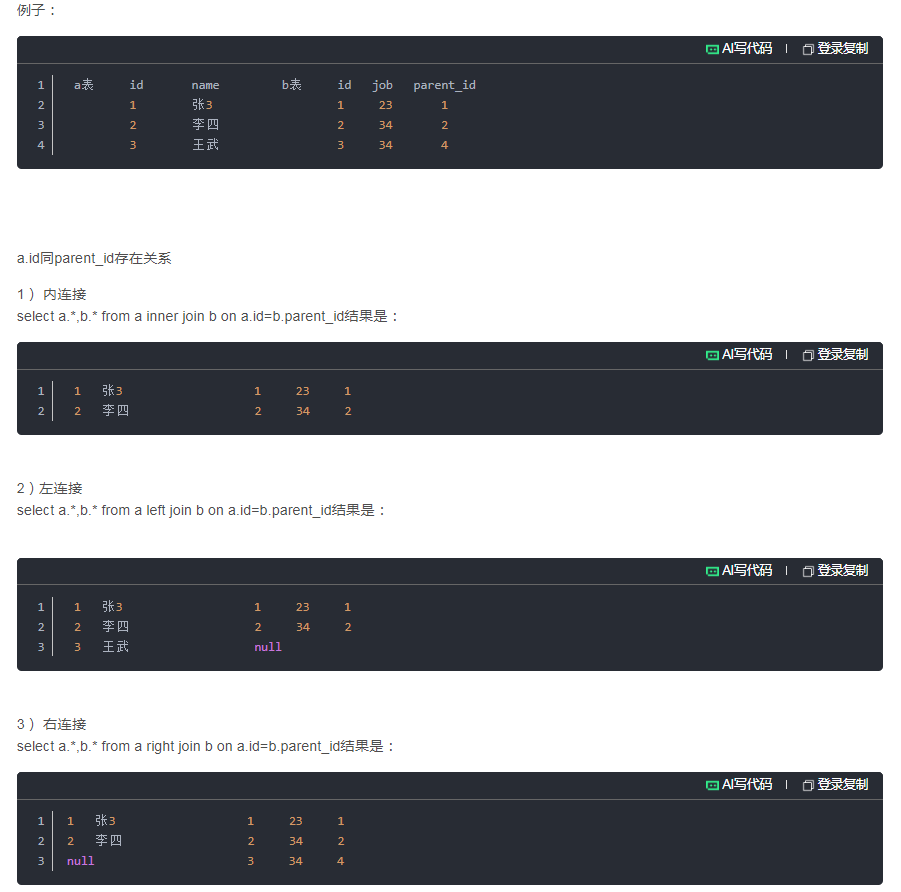 例子：
AI写代码 登录复制
1 a表 id name b表 id job parent_id
2 1 张3 1 23 1
3 2 李四 2 34 2
4 3 王武 3 34 4
a.id同parent_id存在关系
1） 内连接
select a.*,b.* from a inner join b on a.id=b.parent_id结果是：
AI写代码 登录复制
1 1 张3 1 23 1
2 2 李四 2 34 2
2）左连接
select a.*,b.* from a left join b on a.id=b.parent_id结果是：
AI写代码 登录复制
1 1 张3 1 23 1
2 2 李四 2 34 2
3 3 王武 null
3） 右连接
select a.*,b.* from a right join b on a.id=b.parent_id结果是：
AI写代码 登录复制
1 1 张3 1 23 1
2 2 李四 2 34 2
3 null 3 34 4